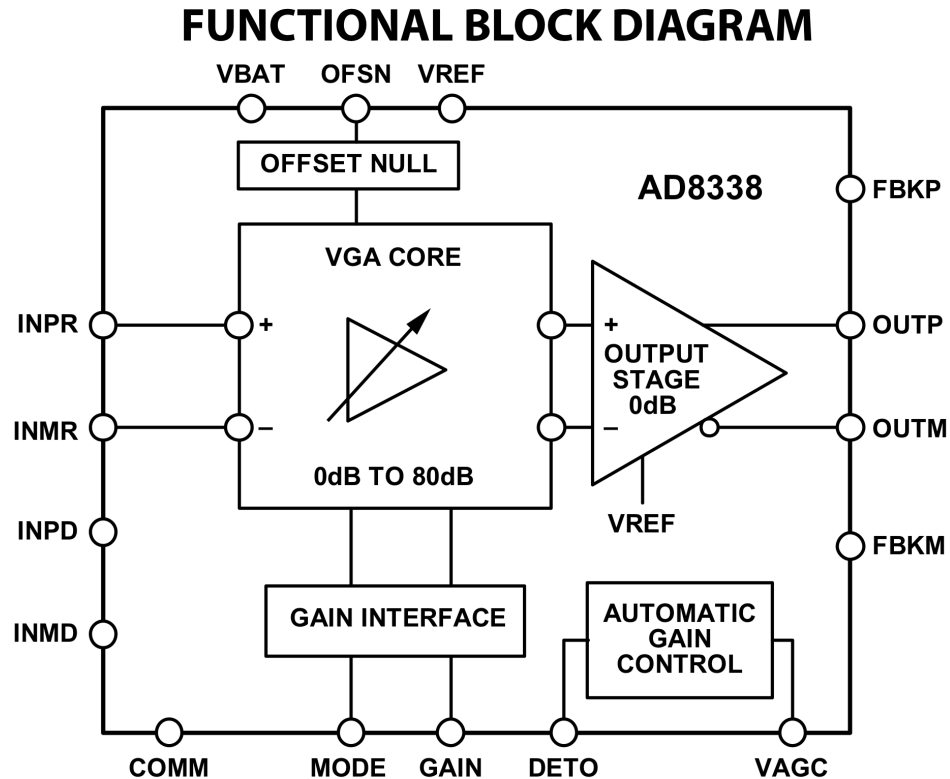 FUNCTIONAL BLOCK DIAGRAM
VBAT OFSN VREF
OFFSET NULL
AD8338
FBKP
VGA CORE
INPR
+
+
OUTP
OUTPUT
STAGE
0dB
INMR
–
–
OUTM
0dB TO 80dB
VREF
INPD
FBKM
GAIN INTERFACE
AUTOMATIC
GAIN
CONTROL
INMD
COMM MODE GAIN DETO VAGC